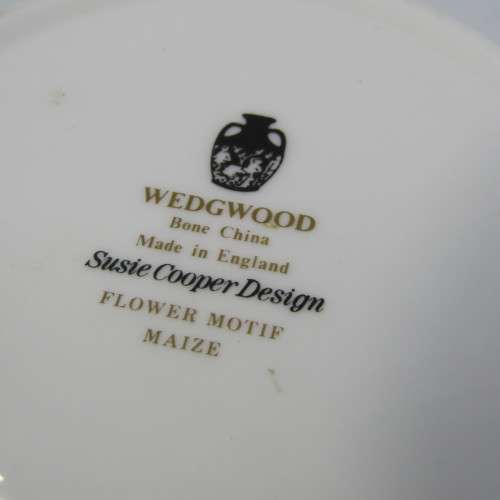 WEDGWOOD
Bone China
Made in England
Susie Cooper Design
FLOWER MOTIF
MAIZE